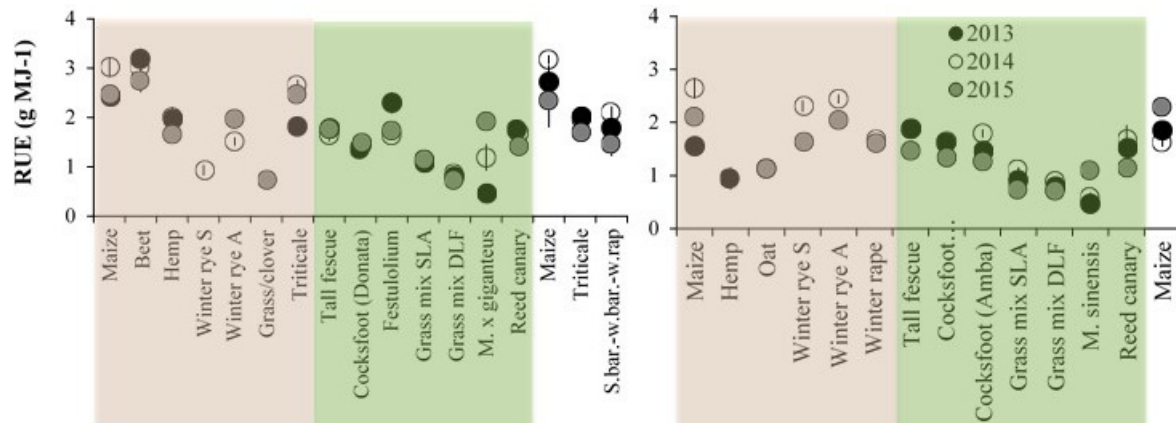 RUE (g MJ-1)
4
3
2
1
0
Maize
Beet
Hemp
Winter rye S
Winter rye A
Grass/clover
Triticale
Tall fescue
Cocksfoot (Donata)
Festulolium
Grass mix SLA
Grass mix DLF
M. x giganteus
Reed canary
Maize
Triticale
S.bar.-w.bar.-w.rap
4
3
2
1
0
2013
2014
2015
Maize
Hemp
Oat
Winter rye S
Winter rye A
Winter rape
Tall fescue
Cocksfoot…
Cocksfoot (Amba)
Grass mix SLA
Grass mix DLF
M. sinensis
Reed canary
Maize